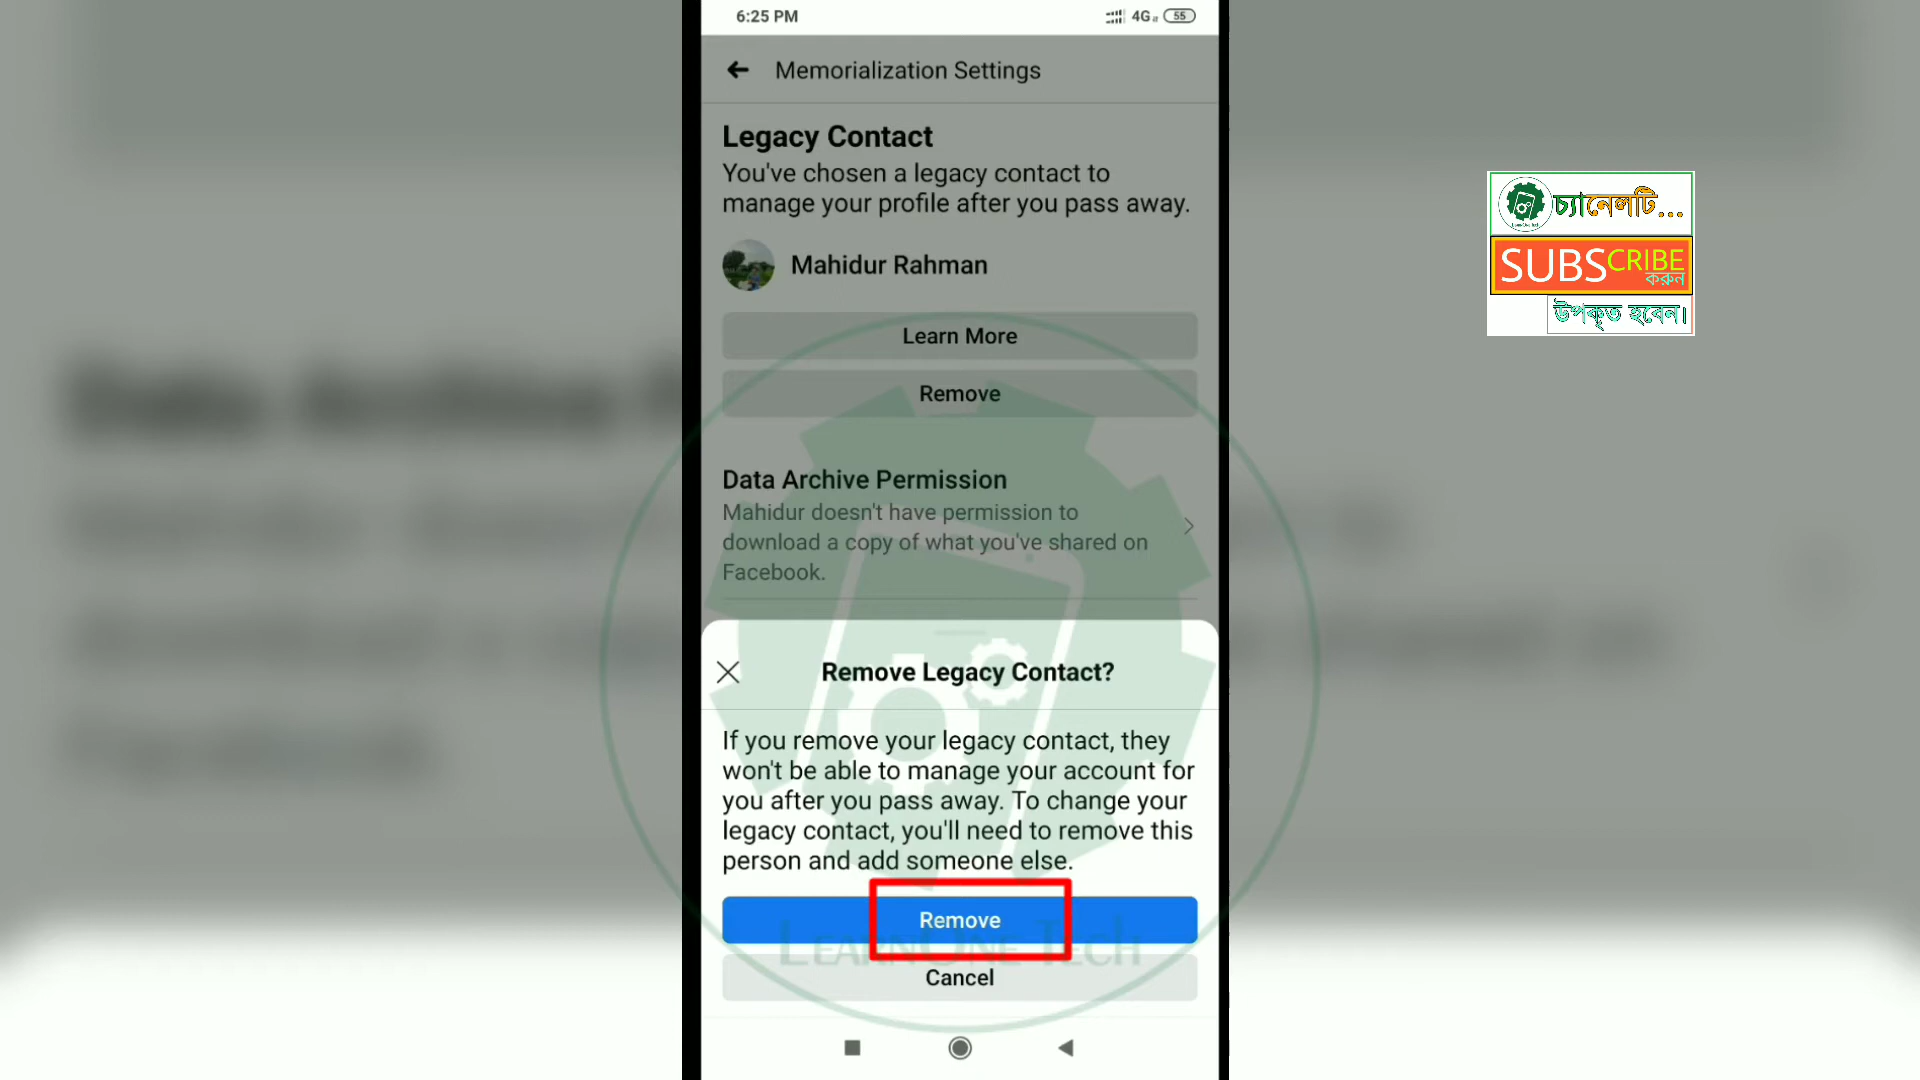 6:25 PM
4G
55
Memorialization Settings
Legacy Contact
You've chosen a legacy contact to
manage your profile after you pass away.
Mahidur Rahman
Learn More
Remove
Data Archive Permission
Mahidur doesn't have permission to
download a copy of what you've shared on
Facebook.
Remove Legacy Contact?
If you remove your legacy contact, they
won't be able to manage your account for
you after you pass away. To change your
legacy contact, you'll need to remove this
person and add someone else.
Remove
LEARNONE TECH
Cancel
চ্যানেলটি...
SUBSCRIBE
করুন
উপকৃত হবেন।